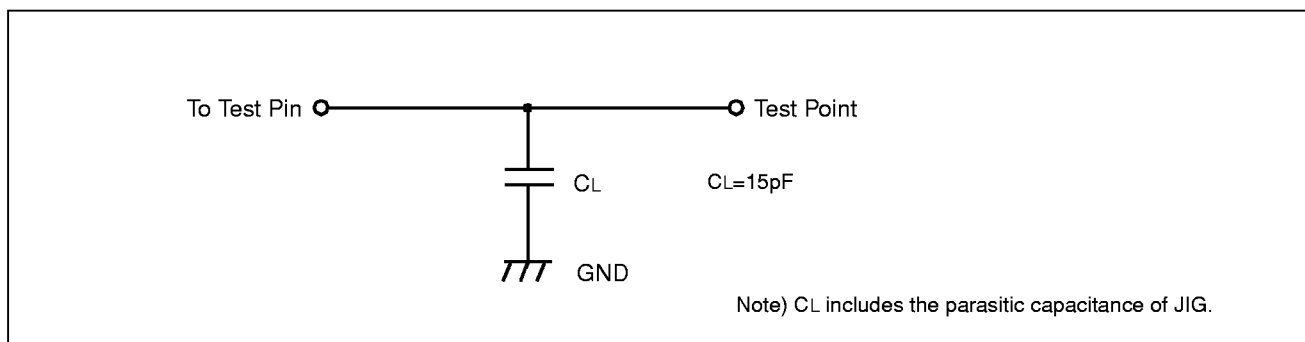 To Test Pin
Test Point
CL
CL=15pF
GND
Note) CL includes the parasitic capacitance of JIG.